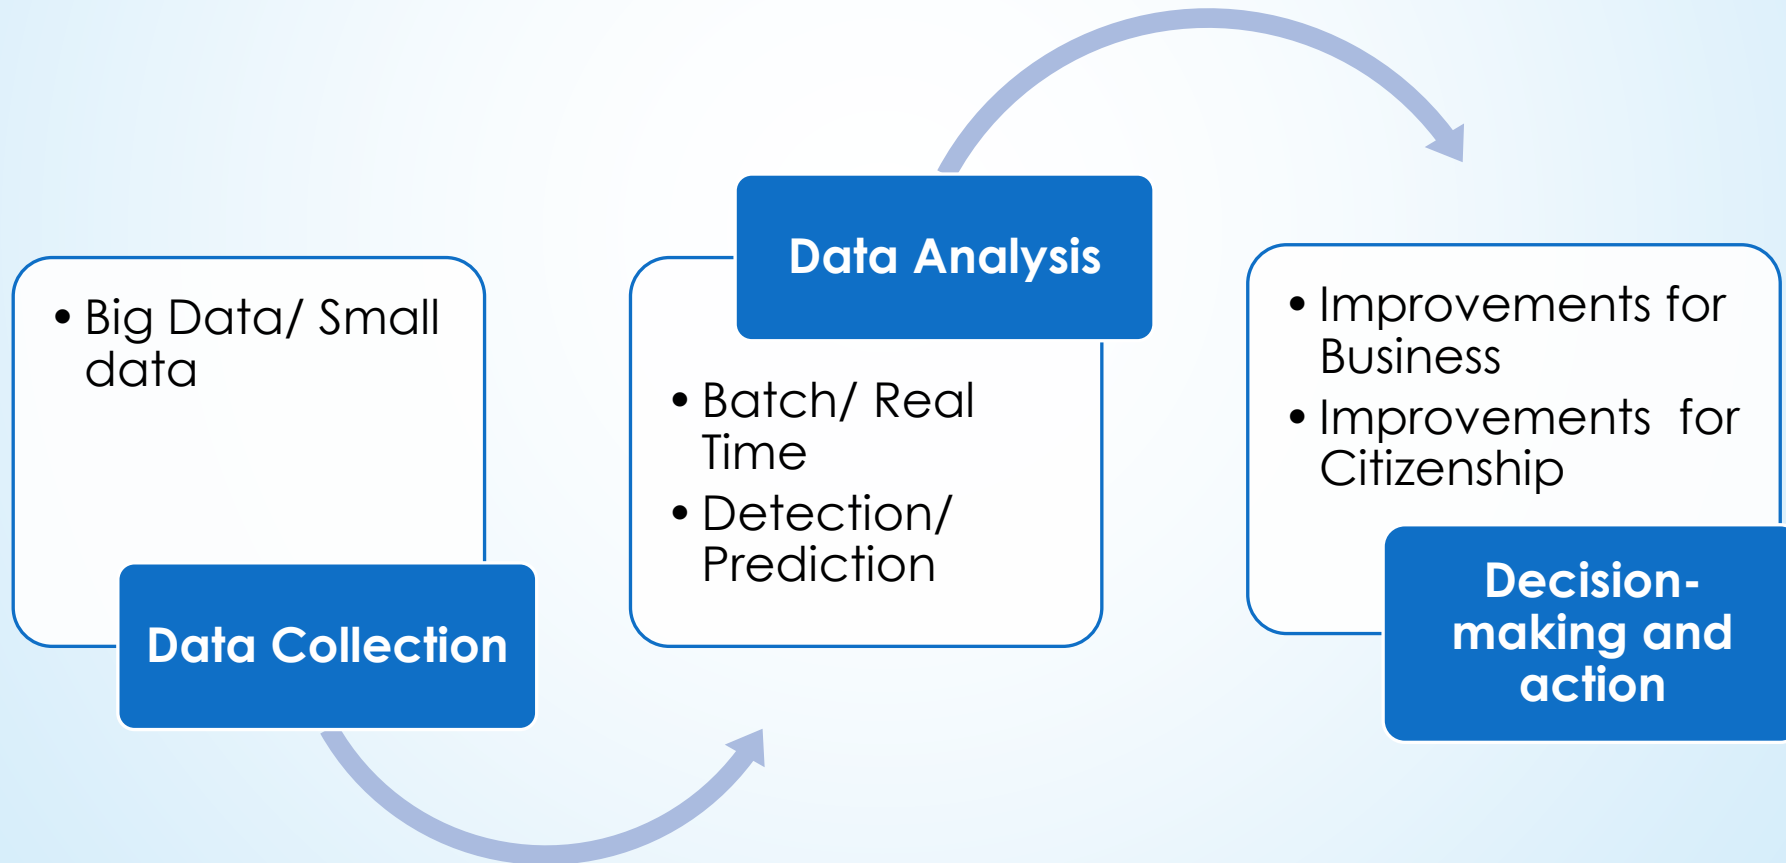 • Big Data/ Small
data
Data Collection
Data Analysis
• Batch/ Real
Time
• Detection/
Prediction
• Improvements for
Business
• Improvements  for
Citizenship
Decision-
making and
action